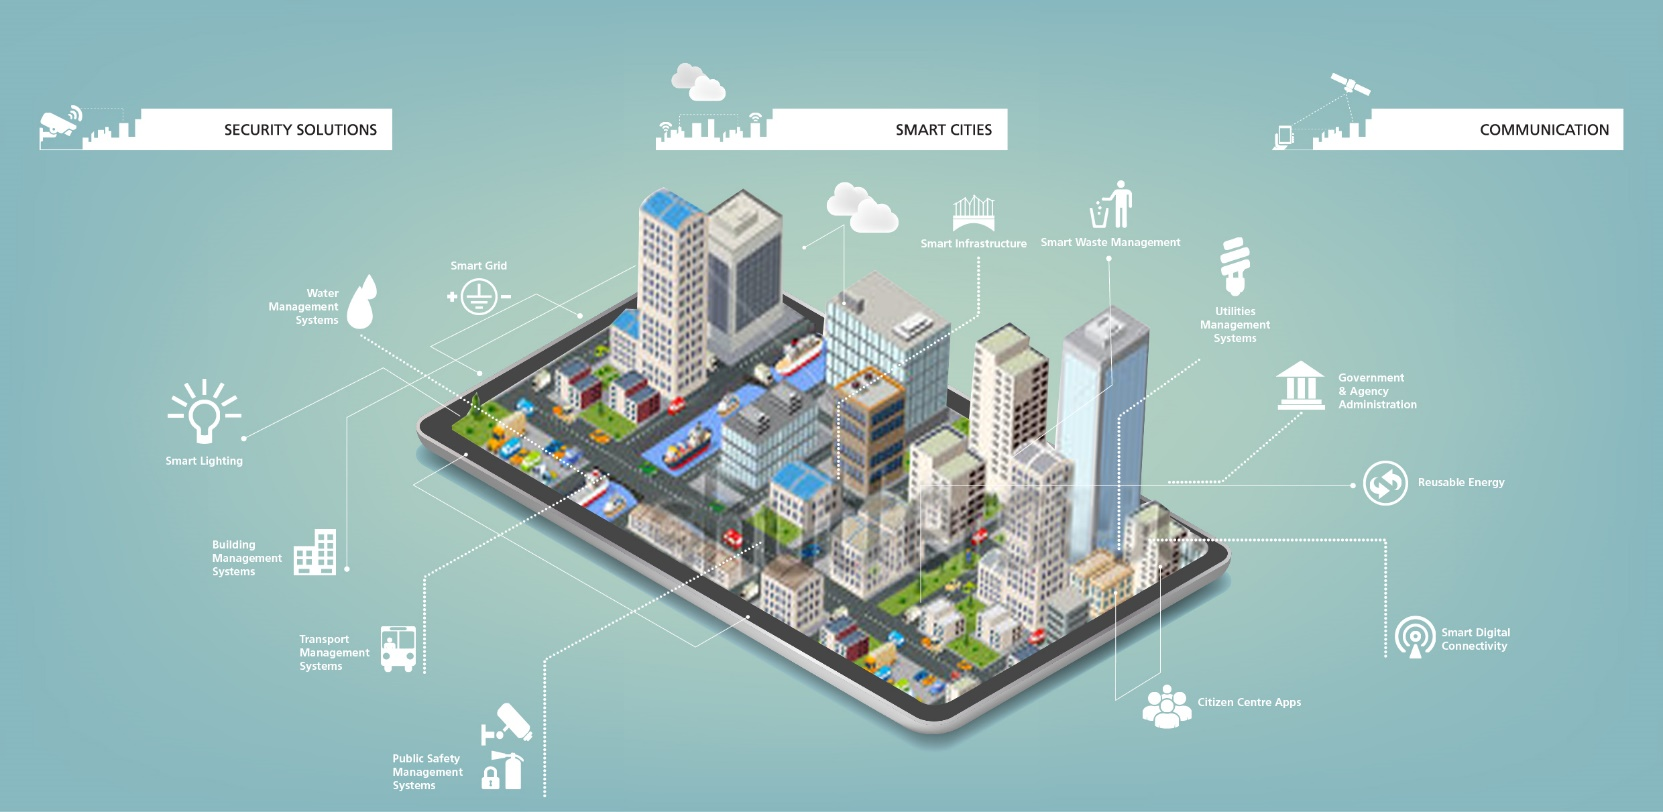 SECURITY SOLUTIONS
SMART CITIES
COMMUNICATION
Smart Infrastructure
Smart Waste Management
Smart Grid
Water
Management
Systems
Utilities
Management
Systems
Government
& Agency
Administration
Smart Lighting
Reusable Energy
Building
Management
Systems
Transport
Management
Systems
Smart Digital
Connectivity
Citizen Centre Apps
Public Safety
Management
Systems